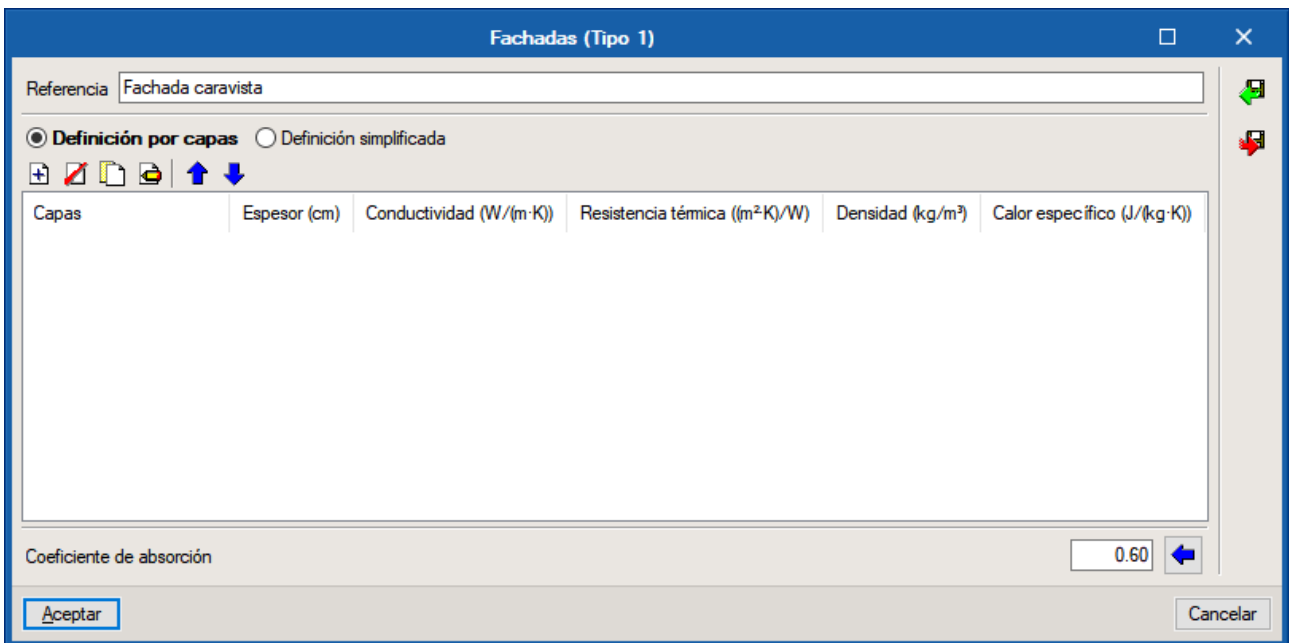 Fachadas (Tipo 1)
Referencia Fachada caravista
Definición por capas Definición simplificada
Capas Espesor (cm) Conductividad (W/(m·K)) Resistencia térmica ((m²·K)/W) Densidad (kg/m³) Calor específico (J/(kg·K))
Coeficiente de absorción 0.60
Aceptar Cancelar